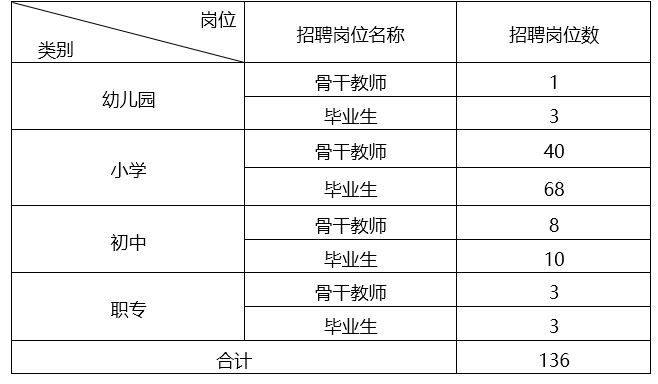 岗位
类别
招聘岗位名称
招聘岗位数
幼儿园
骨干教师
1
毕业生
3
小学
骨干教师
40
毕业生
68
初中
骨干教师
8
毕业生
10
职专
骨干教师
3
毕业生
3
合计
136